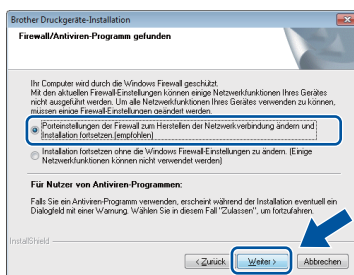 Brother Druckgeräte-Installation
Firewall/Antiviren-Programm gefunden
Ihr Computer wird durch die Windows Firewall geschützt.
Mit den aktuellen Firewall-Einstellungen können einige Netzwerkfunktionen Ihres Gerätes
nicht ausgeführt werden. Um alle Netzwerkfunktionen Ihres Gerätes verwenden zu können,
müssen einige Firewall-Einstellungen geändert werden.
Porteinstellungen der Firewall zum Herstellen der Netzwerkverbindung ändern und
Installation fortsetzen.(empfohlen)
Installation fortsetzen ohne die Windows Firewall-Einstellungen zu ändern. (Einige
Netzwerkfunktionen können nicht verwendet werden)
Für Nutzer von Antiviren-Programmen:
Falls Sie ein Antiviren-Programm verwenden, erscheint während der Installation eventuell ein
Dialogfeld mit einer Warnung. Wählen Sie in diesem Fall "Zulassen", um fortzufahren.
InstallShield
< Zurück Weiter > Abbrechen